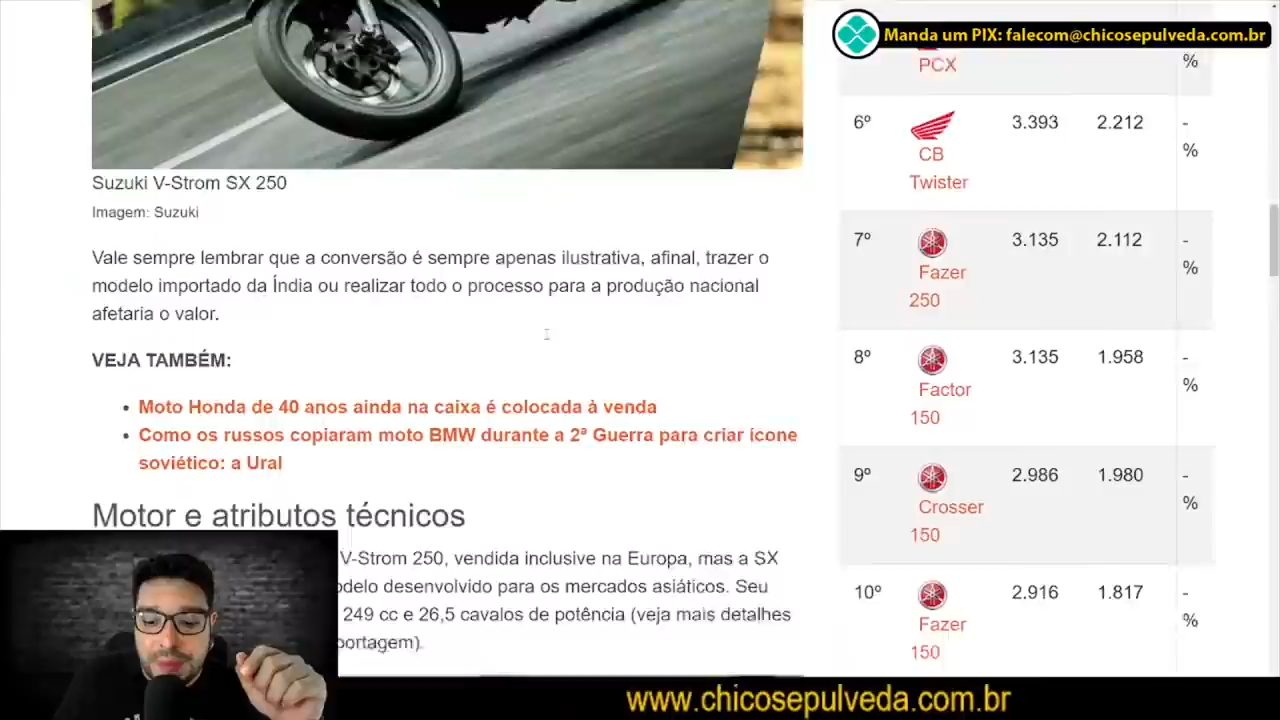 Manda um PIX: falecom@chicosepulveda.com.br
Suzuki V-Strom SX 250
Imagem: Suzuki
Vale sempre lembrar que a conversão é sempre apenas ilustrativa, afinal, trazer o
modelo importado da Índia ou realizar todo o processo para a produção nacional
afetaria o valor.
VEJA TAMBÉM:
• Moto Honda de 40 anos ainda na caixa é colocada à venda
• Como os russos copiaram moto BMW durante a 2ª Guerra para criar ícone
soviético: a Ural
Motor e atributos técnicos
V-Strom 250, vendida inclusive na Europa, mas a SX
odelo desenvolvido para os mercados asiáticos. Seu
249 cc e 26,5 cavalos de potência (veja mais detalhes
portagem).
PCX
%
6º 3.393 2.212 -
%
CB
Twister
7º 3.135 2.112 -
%
Fazer
250
8º 3.135 1.958 -
%
Factor
150
9º 2.986 1.980 -
%
Crosser
150
10º 2.916 1.817 -
%
Fazer
150
www.chicosepulveda.com.br